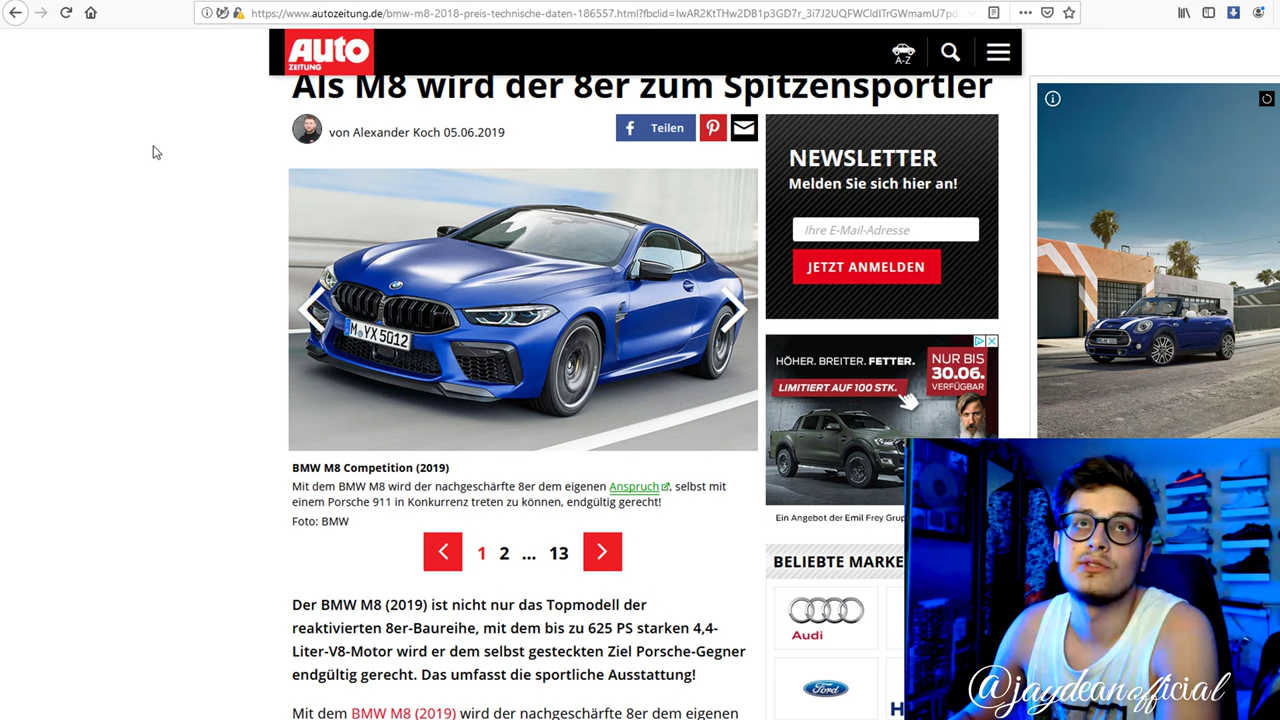 https://www.autozeitung.de/bmw-m8-2018-preis-technische-daten-186557.html?fbclid=IwAR2KtTHw2DB1p3GD7r_3i7J2UQFWCldITrGWmamU7p
AUTO
ZEITUNG
A-Z
Als M8 wird der 8er zum Spitzensportler
von Alexander Koch 05.06.2019
Teilen
M YX 5012
BMW M8 Competition (2019)
Mit dem BMW M8 wird der nachgeschärfte 8er dem eigenen Anspruch, selbst mit
einem Porsche 911 in Konkurrenz treten zu können, endgültig gerecht!
Foto: BMW
1 2 ... 13
Der BMW M8 (2019) ist nicht nur das Topmodell der
reaktivierten 8er-Baureihe, mit dem bis zu 625 PS starken 4,4-
Liter-V8-Motor wird er dem selbst gesteckten Ziel Porsche-Gegner
endgültig gerecht. Das umfasst die sportliche Ausstattung!
Mit dem BMW M8 (2019) wird der nachgeschärfte 8er dem eigenen
NEWSLETTER
Melden Sie sich hier an!
Ihre E-Mail-Adresse
JETZT ANMELDEN
HÖHER. BREITER. FETTER.
LIMITIERT AUF 100 STK.
NUR BIS
30.06.
VERFÜGBAR
Ein Angebot der Emil Frey Grup
BELIEBTE MARKE
Audi
Ford
H
@jaydeanofficial